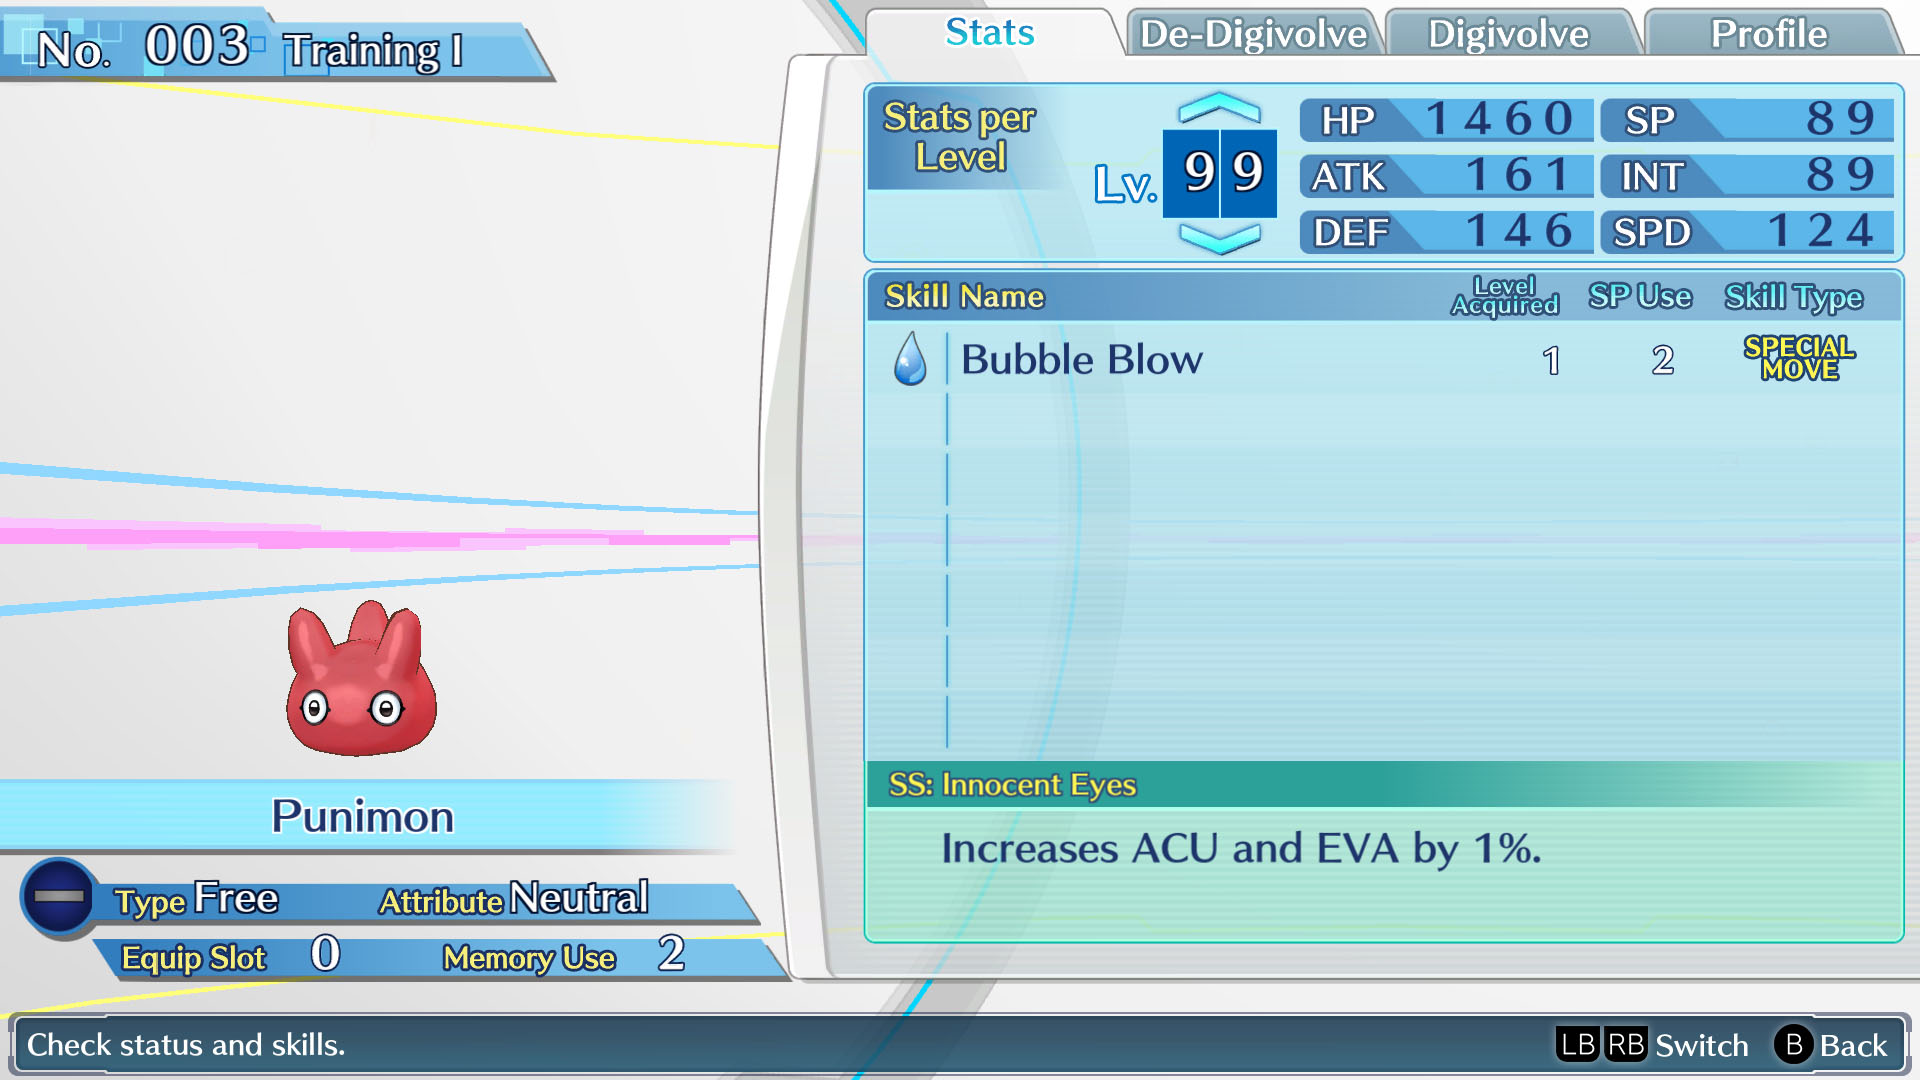 No. 003 Training I
Stats De-Digivolve Digivolve Profile
Stats per
Level
Lv. 99
HP 1460 SP 89
ATK 161 INT 89
DEF 146 SPD 124
Skill Name Level Acquired SP Use Skill Type
Bubble Blow 1 2 SPECIAL MOVE
SS: Innocent Eyes
Increases ACU and EVA by 1%.
Punimon
Type Free Attribute Neutral
Equip Slot 0 Memory Use 2
Check status and skills.
LB RB Switch B Back